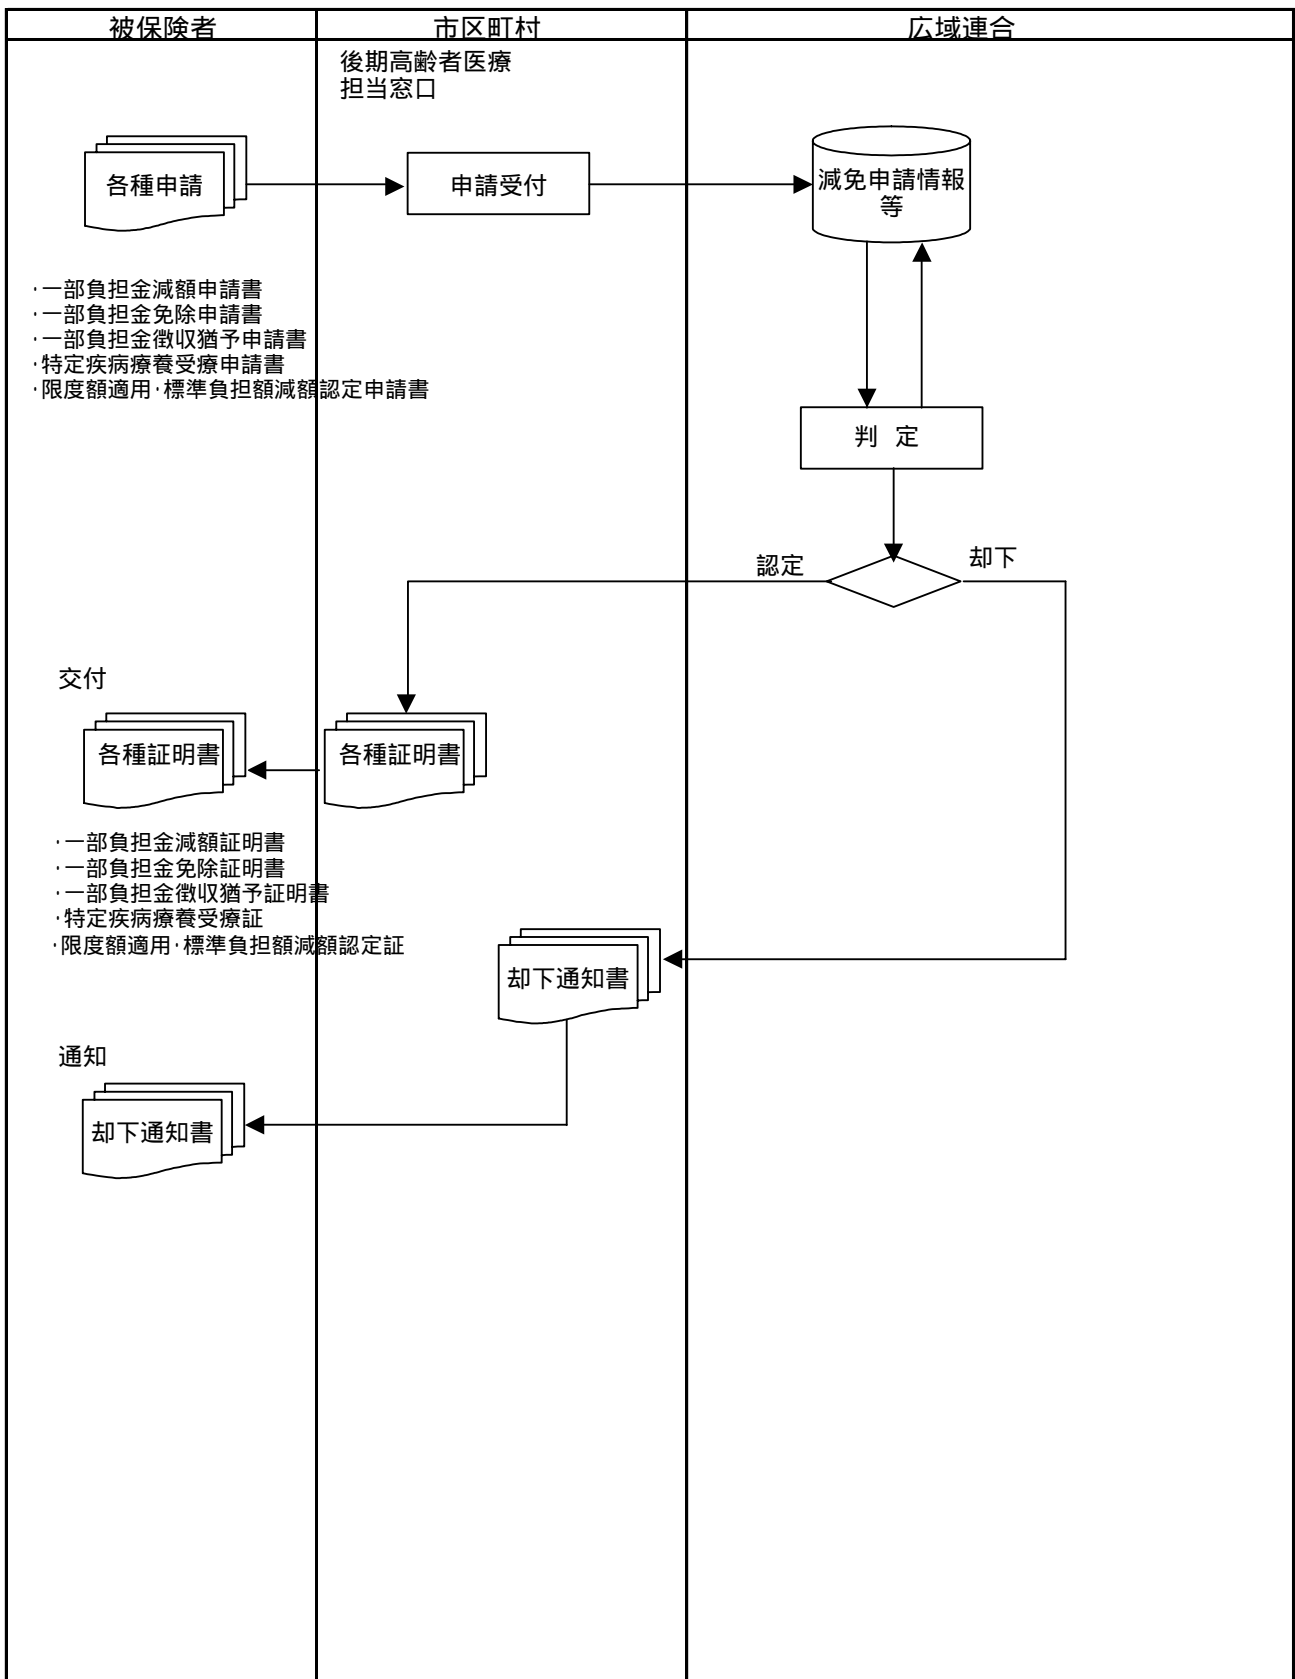 被保険者
市区町村
広域連合
後期高齢者医療
担当窓口
各種申請
申請受付
減免申請情報
等
・一部負担金減額申請書
・一部負担金免除申請書
・一部負担金徴収猶予申請書
・特定疾病療養受療申請書
・限度額適用・標準負担額減額認定申請書
判 定
認定
却下
交付
各種証明書
各種証明書
・一部負担金減額証明書
・一部負担金免除証明書
・一部負担金徴収猶予証明書
・特定疾病療養受療証
・限度額適用・標準負担額減額認定証
却下通知書
通知
却下通知書